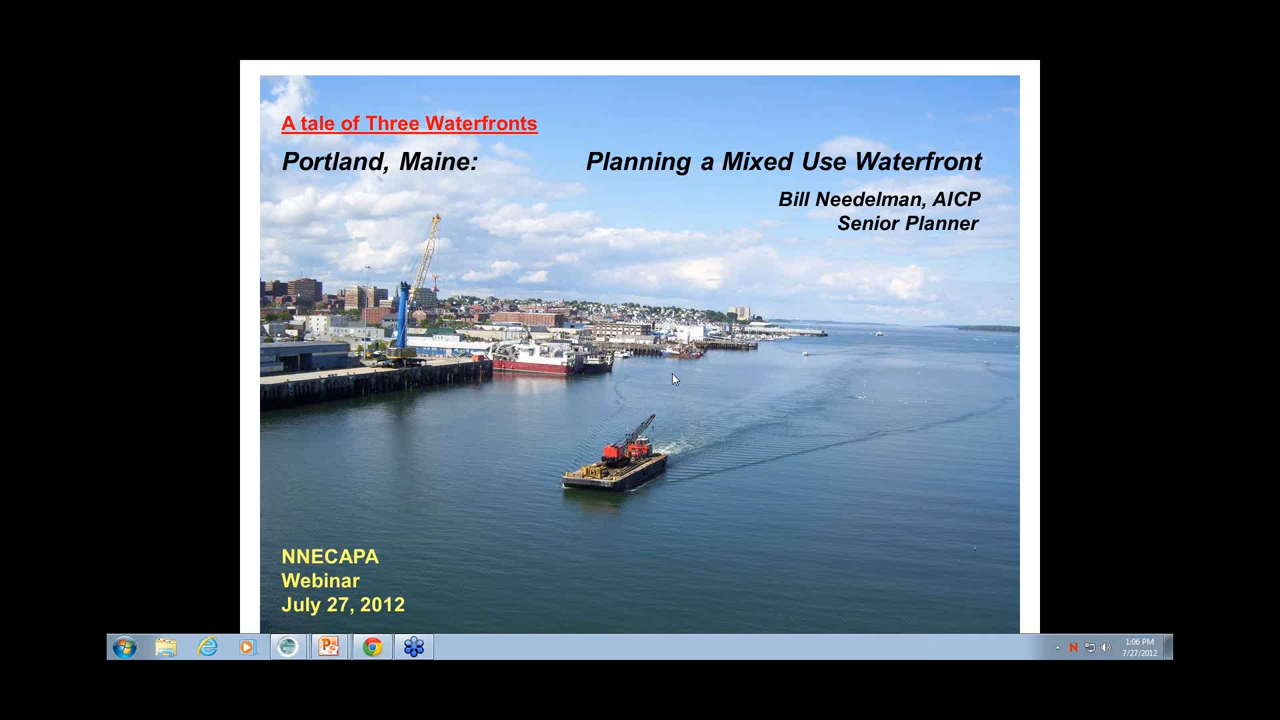 A tale of Three Waterfronts
Portland, Maine: Planning a Mixed Use Waterfront
Bill Needelman, AICP
Senior Planner
NNECAPA
Webinar
July 27, 2012
1:06 PM
7/27/2012